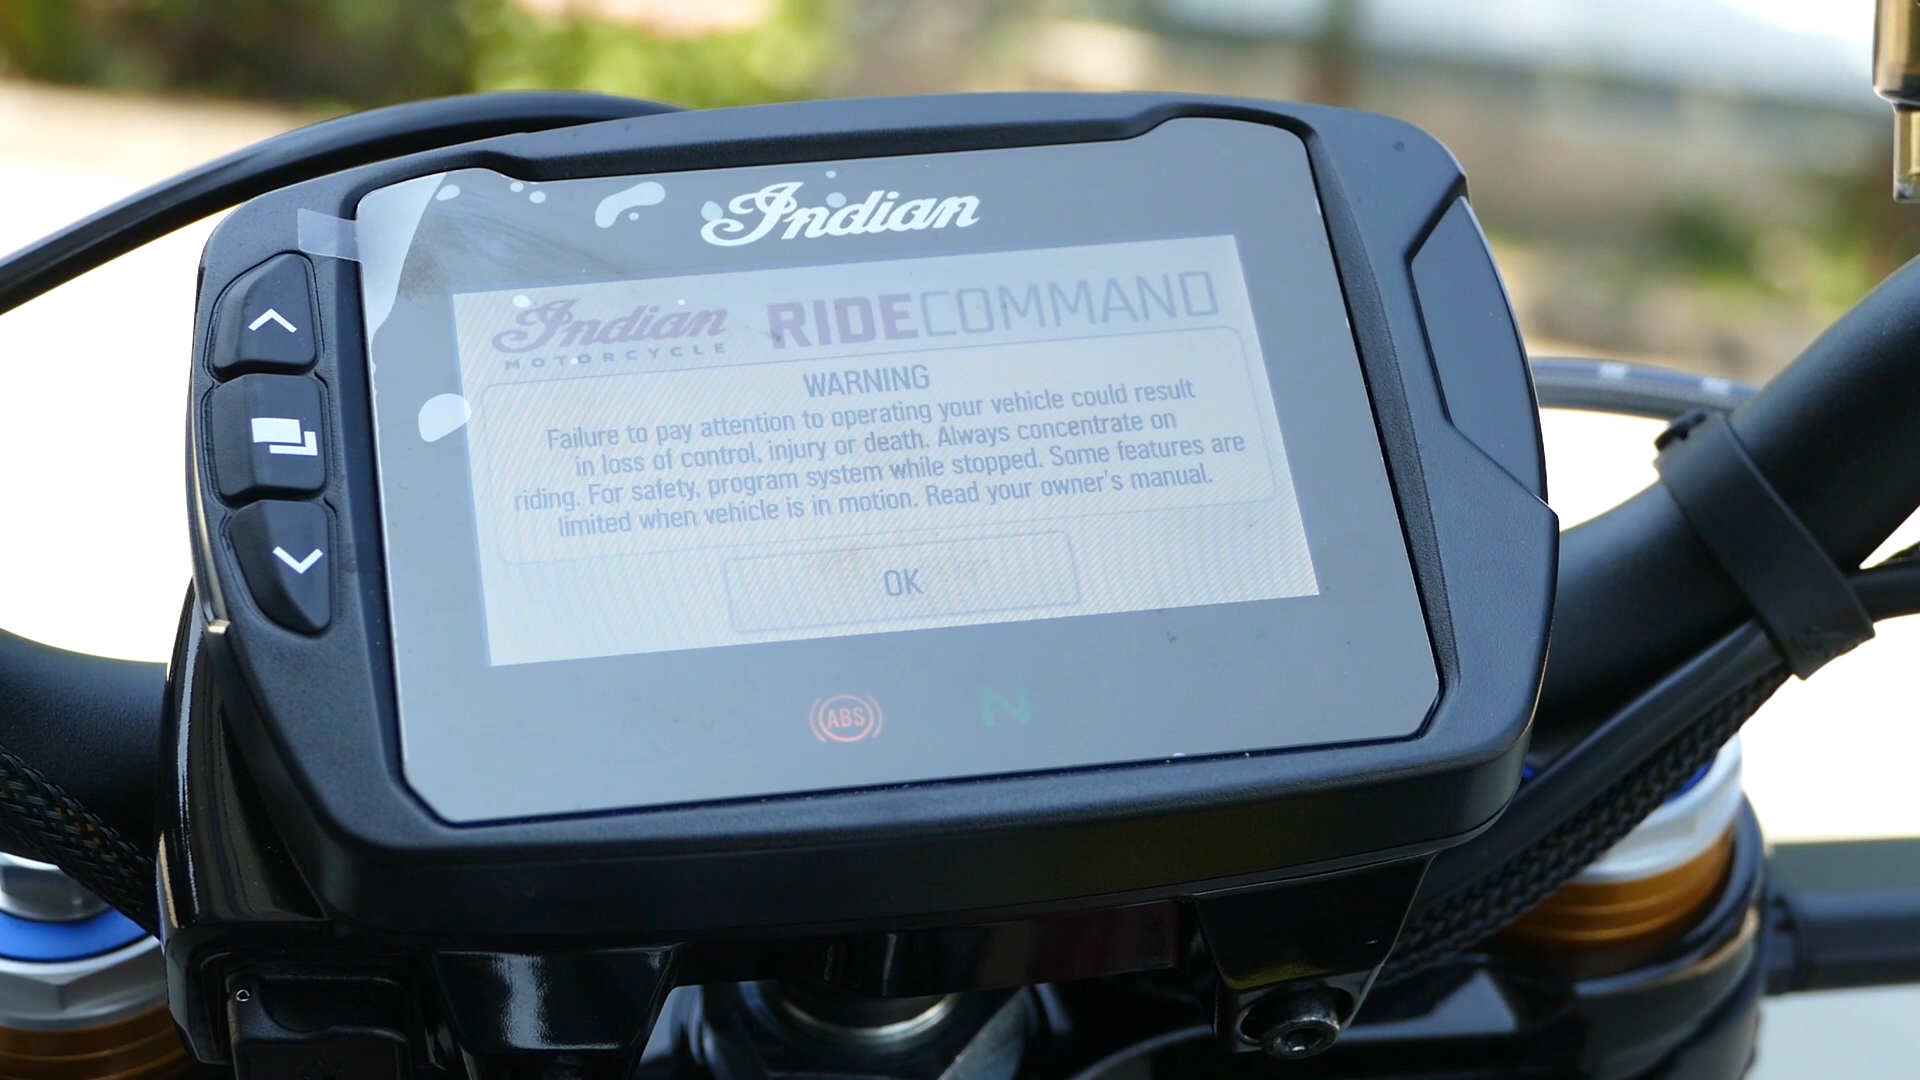 Indian
Indian RIDECOMMAND
MOTORCYCLE
WARNING
Failure to pay attention to operating your vehicle could result
in loss of control, injury or death. Always concentrate on
riding. For safety, program system while stopped. Some features are
limited when vehicle is in motion. Read your owner's manual.
OK
ABS N